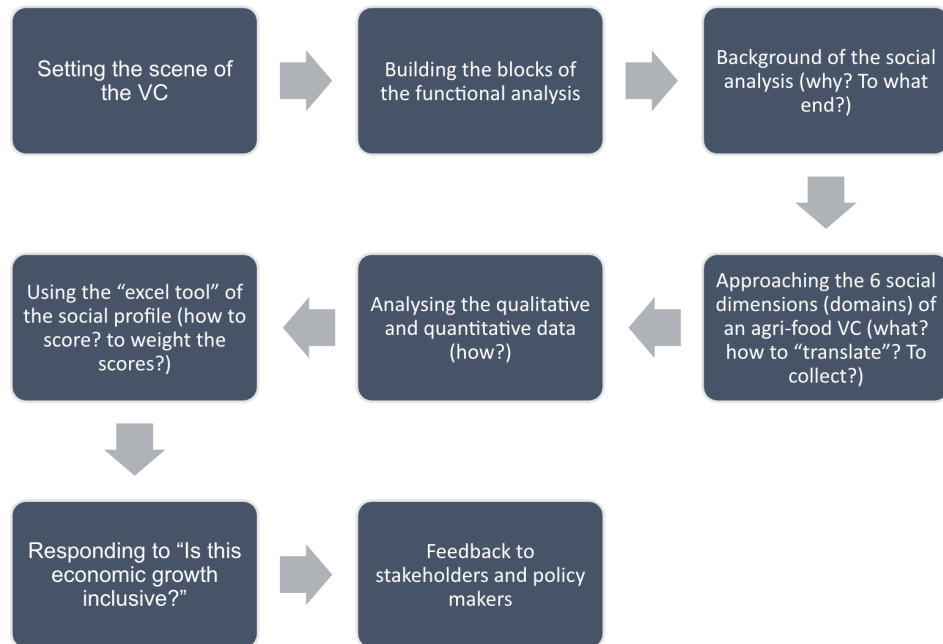 Setting the scene of
the VC
Building the blocks
of the functional analysis
Background of the social
analysis (why? To what
end?)
Approaching the 6 social
dimensions (domains) of
an agri-food VC (what?
how to “translate”? To
collect?)
Analysing the qualitative
and quantitative data
(how?)
Using the “excel tool” of
the social profile (how to
score? to weight the
scores?)
Responding to “Is this
economic growth
inclusive?”
Feedback to
stakeholders and policy
makers